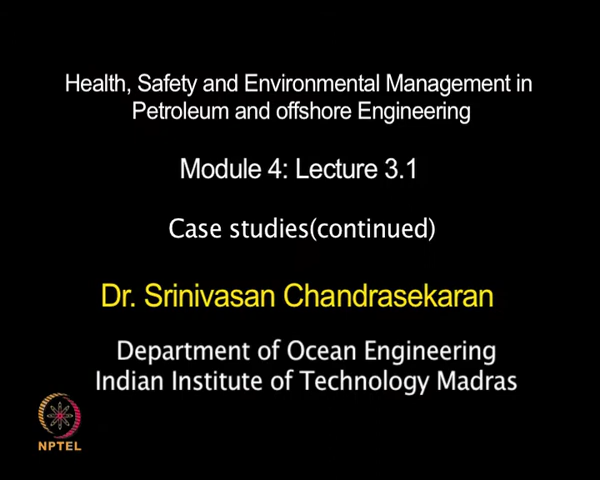 Health, Safety and Environmental Management in
Petroleum and offshore Engineering
Module 4: Lecture 3.1
Case studies(continued)
Dr. Srinivasan Chandrasekaran
Department of Ocean Engineering
Indian Institute of Technology Madras
NPTEL